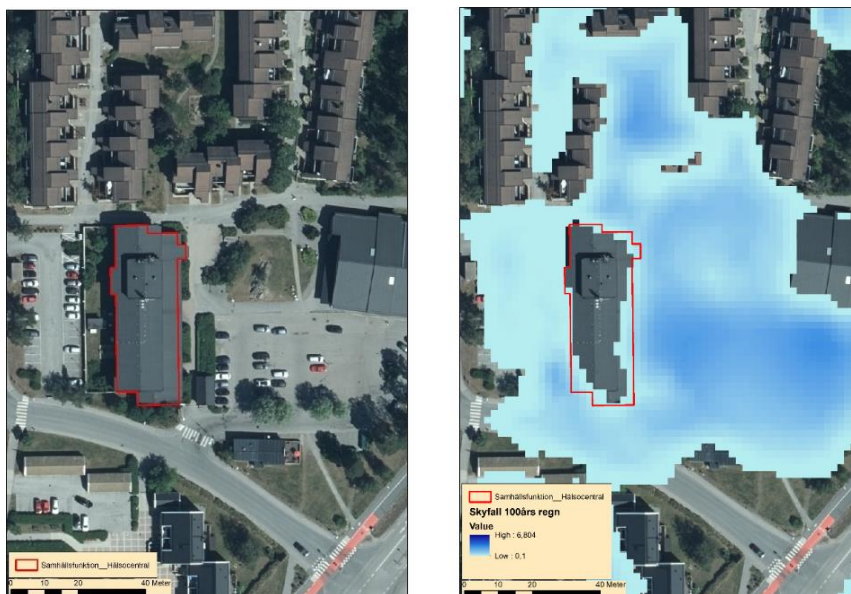 Samhällsfunktion__Hälsocentral
0 10 20 40 Meter
Samhällsfunktion__Hälsocentral
Skyfall 100års regn
Value
High : 6,804
Low : 0,1
0 10 20 40 Meter